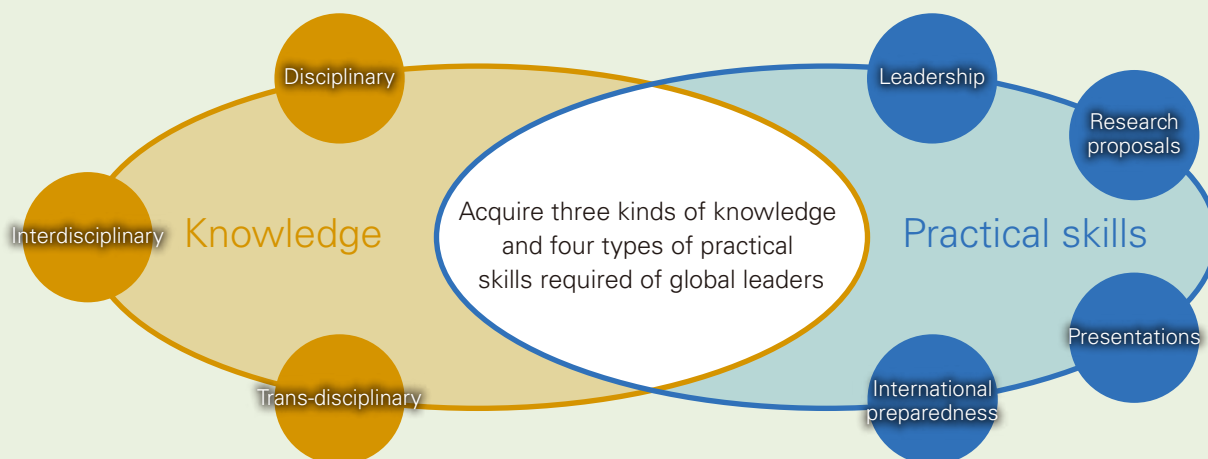 Disciplinary
Interdisciplinary
Knowledge
Trans-disciplinary
Acquire three kinds of knowledge
and four types of practical
skills required of global leaders
Leadership
Research
proposals
Practical skills
Presentations
International
preparedness